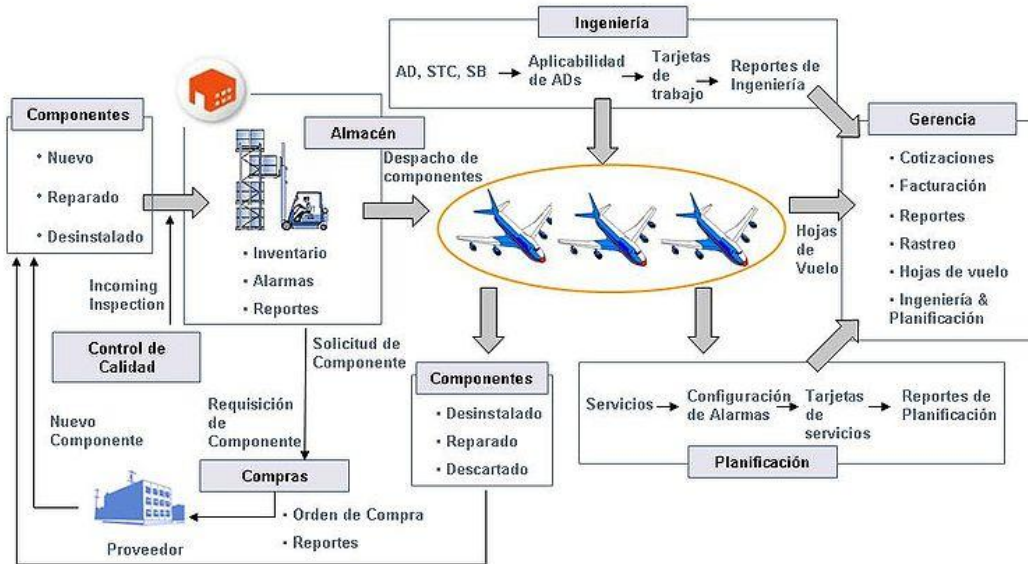 Ingeniería
AD, STC, SB
Aplicabilidad
de ADs
Tarjetas
de
trabajo
Reportes de
Ingeniería
Componentes
• Nuevo
• Reparado
• Desinstalado
Almacén
• Inventario
• Alarmas
• Reportes
Despacho de
componentes
Gerencia
• Cotizaciones
• Facturación
• Reportes
• Rastreo
• Hojas de vuelo
• Ingeniería &
Planificación
Hojas
de
Vuelo
Incoming
Inspection
Control de
Calidad
Solicitud de
Componente
Requisición
de
Componente
Nuevo
Componente
Compras
• Orden de Compra
• Reportes
Proveedor
Componentes
• Desinstalado
• Reparado
• Descartado
Servicios
Configuración
de Alarmas
Tarjetas
de
servicios
Reportes de
Planificación
Planificación